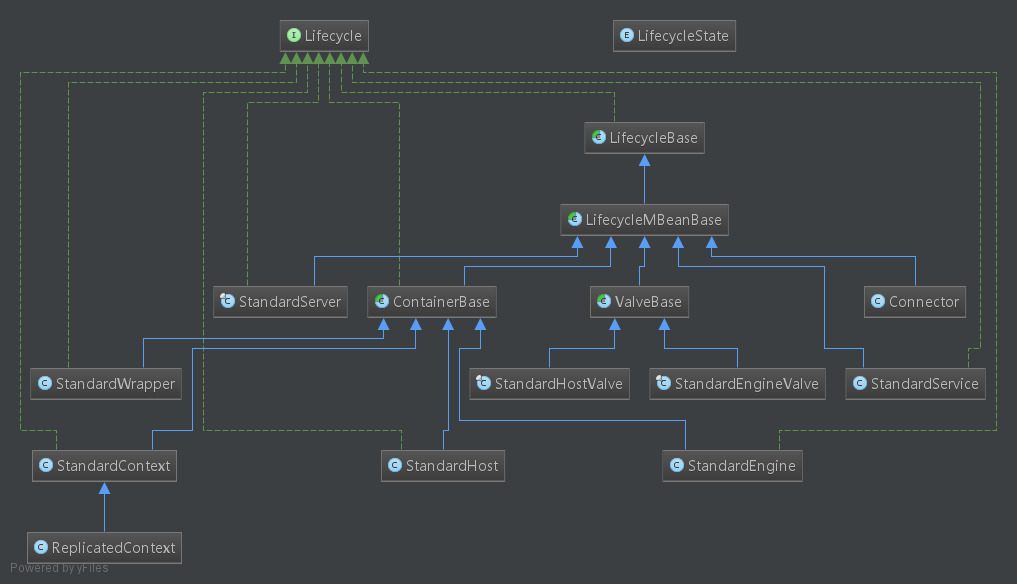 I Lifecycle
E LifecycleState
C LifecycleBase
C LifecycleMBeanBase
C StandardServer
C ContainerBase
C ValveBase
C Connector
C StandardWrapper
C StandardHostValve
C StandardEngineValve
C StandardService
C StandardContext
C StandardHost
C StandardEngine
C ReplicatedContext
Powered by yFiles